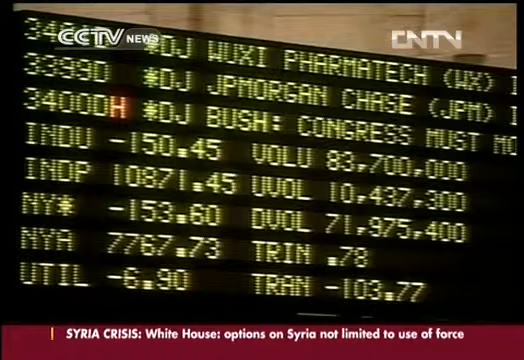 CCTV NEWS
CNTV
*DJ WUXI PHARMATECH (WX)
3399D *DJ JPMORGAN CHASE (JPM)
3400DH *DJ BUSH: CONGRESS MUST
INDU -150.45 VOLU 83,700,000
INDP 10871.45 UVOL 10,437,300
NY* -153.60 DVOL 71,975,400
NYA 7767.73 TRIN .78
UTIL -6.90 TRAN -103.77
SYRIA CRISIS: White House: options on Syria not limited to use of force